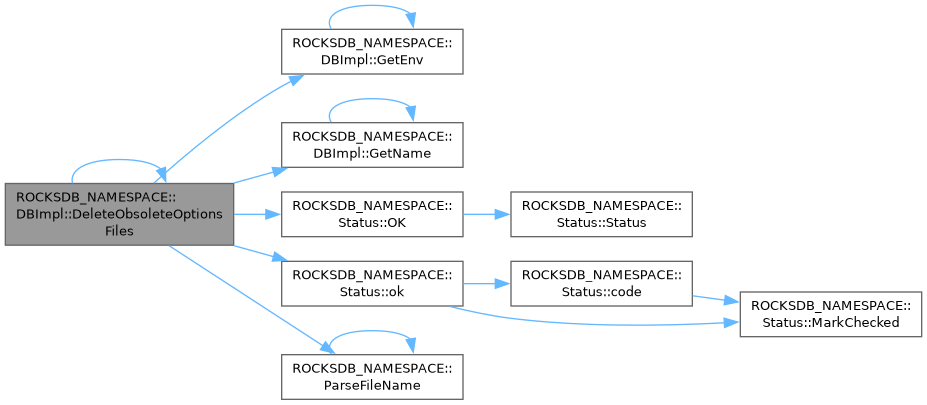 ROCKSDB_NAMESPACE::
DBImpl::GetEnv
ROCKSDB_NAMESPACE::
DBImpl::GetName
ROCKSDB_NAMESPACE::
DBImpl::DeleteObsoleteOptions
Files
ROCKSDB_NAMESPACE::
Status::OK
ROCKSDB_NAMESPACE::
Status::Status
ROCKSDB_NAMESPACE::
Status::ok
ROCKSDB_NAMESPACE::
Status::code
ROCKSDB_NAMESPACE::
Status::MarkChecked
ROCKSDB_NAMESPACE::
ParseFileName